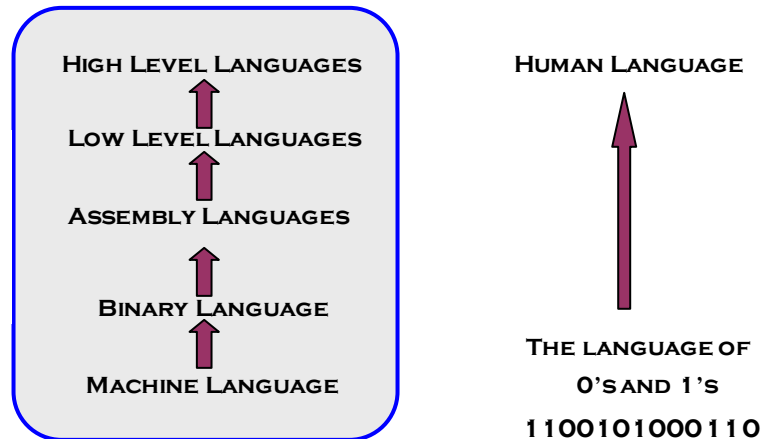 HIGH LEVEL LANGUAGES
LOW LEVEL LANGUAGES
ASSEMBLY LANGUAGES
BINARY LANGUAGE
MACHINE LANGUAGE
HUMAN LANGUAGE
THE LANGUAGE OF
0'S AND 1'S
1100101000110